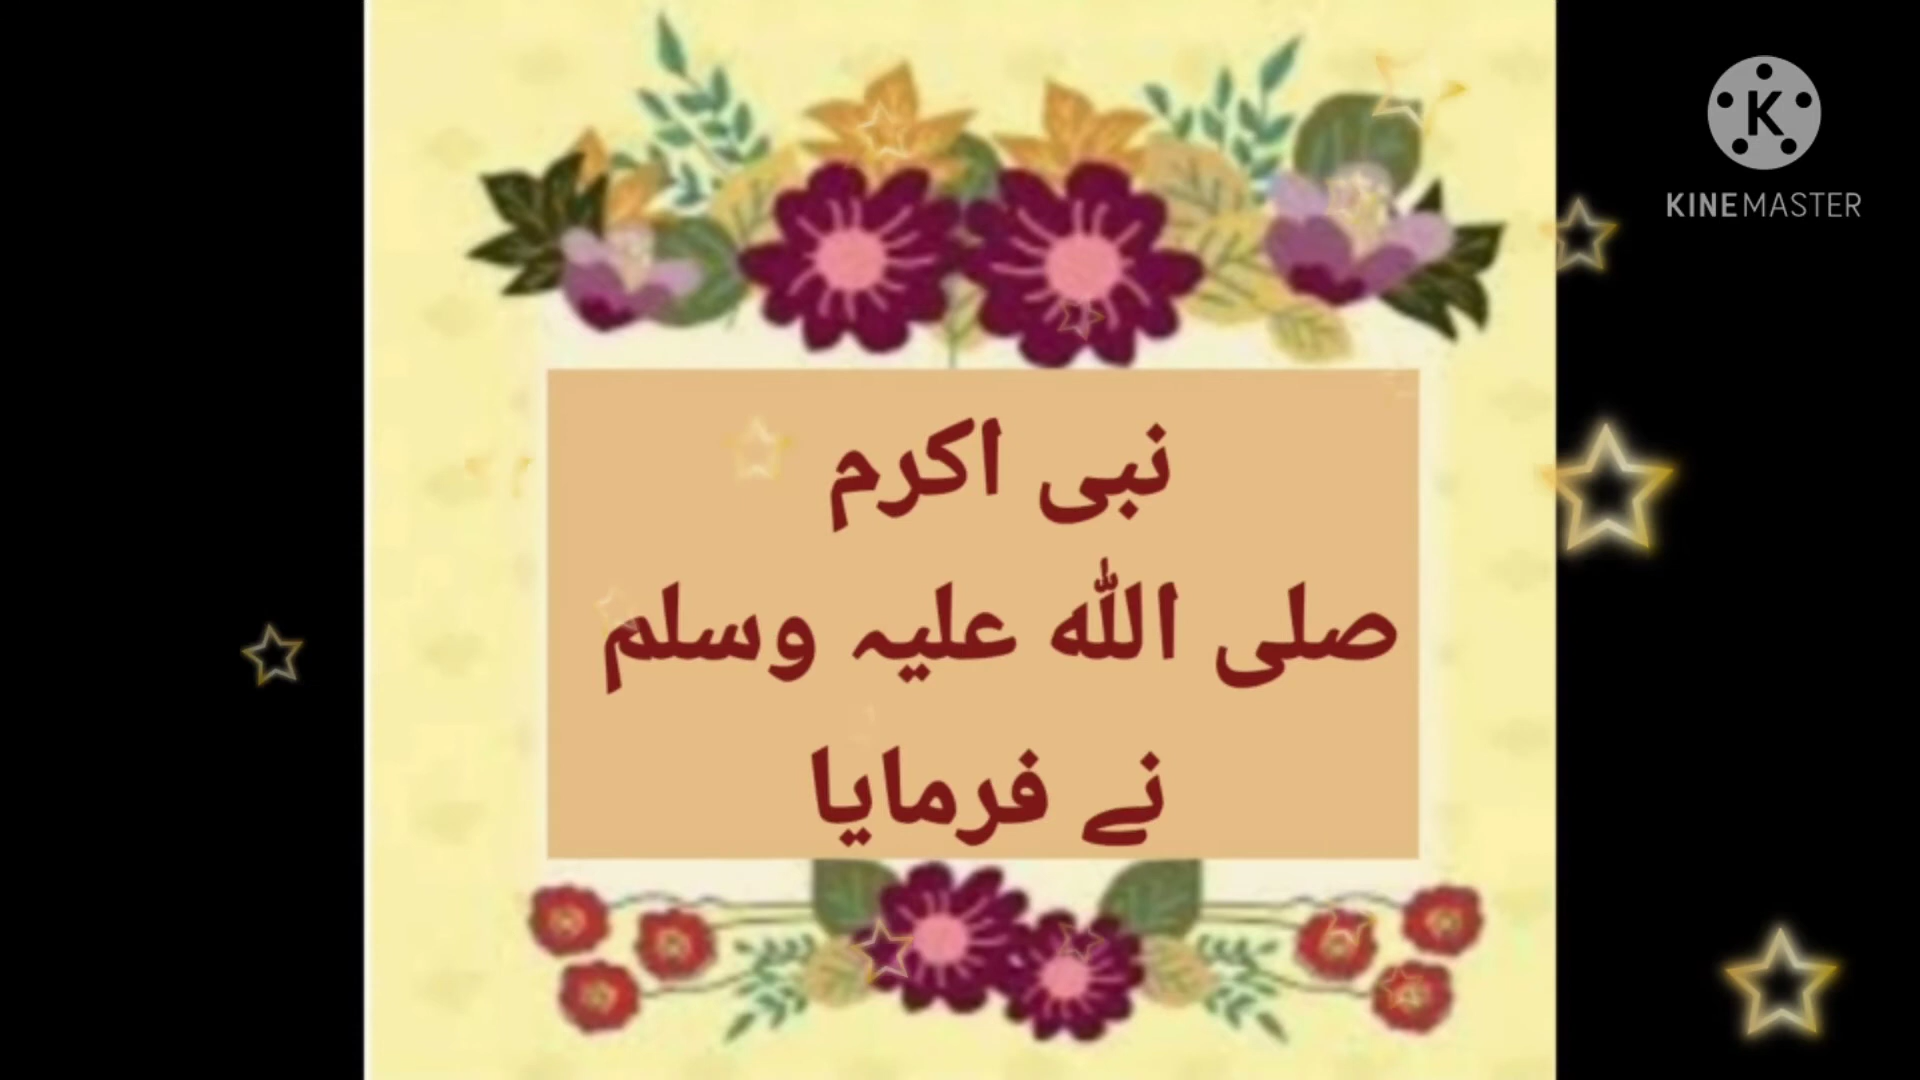 KINEMASTER
نبی اکرم
صلی اللہ علیہ وسلم
نے فرمایا